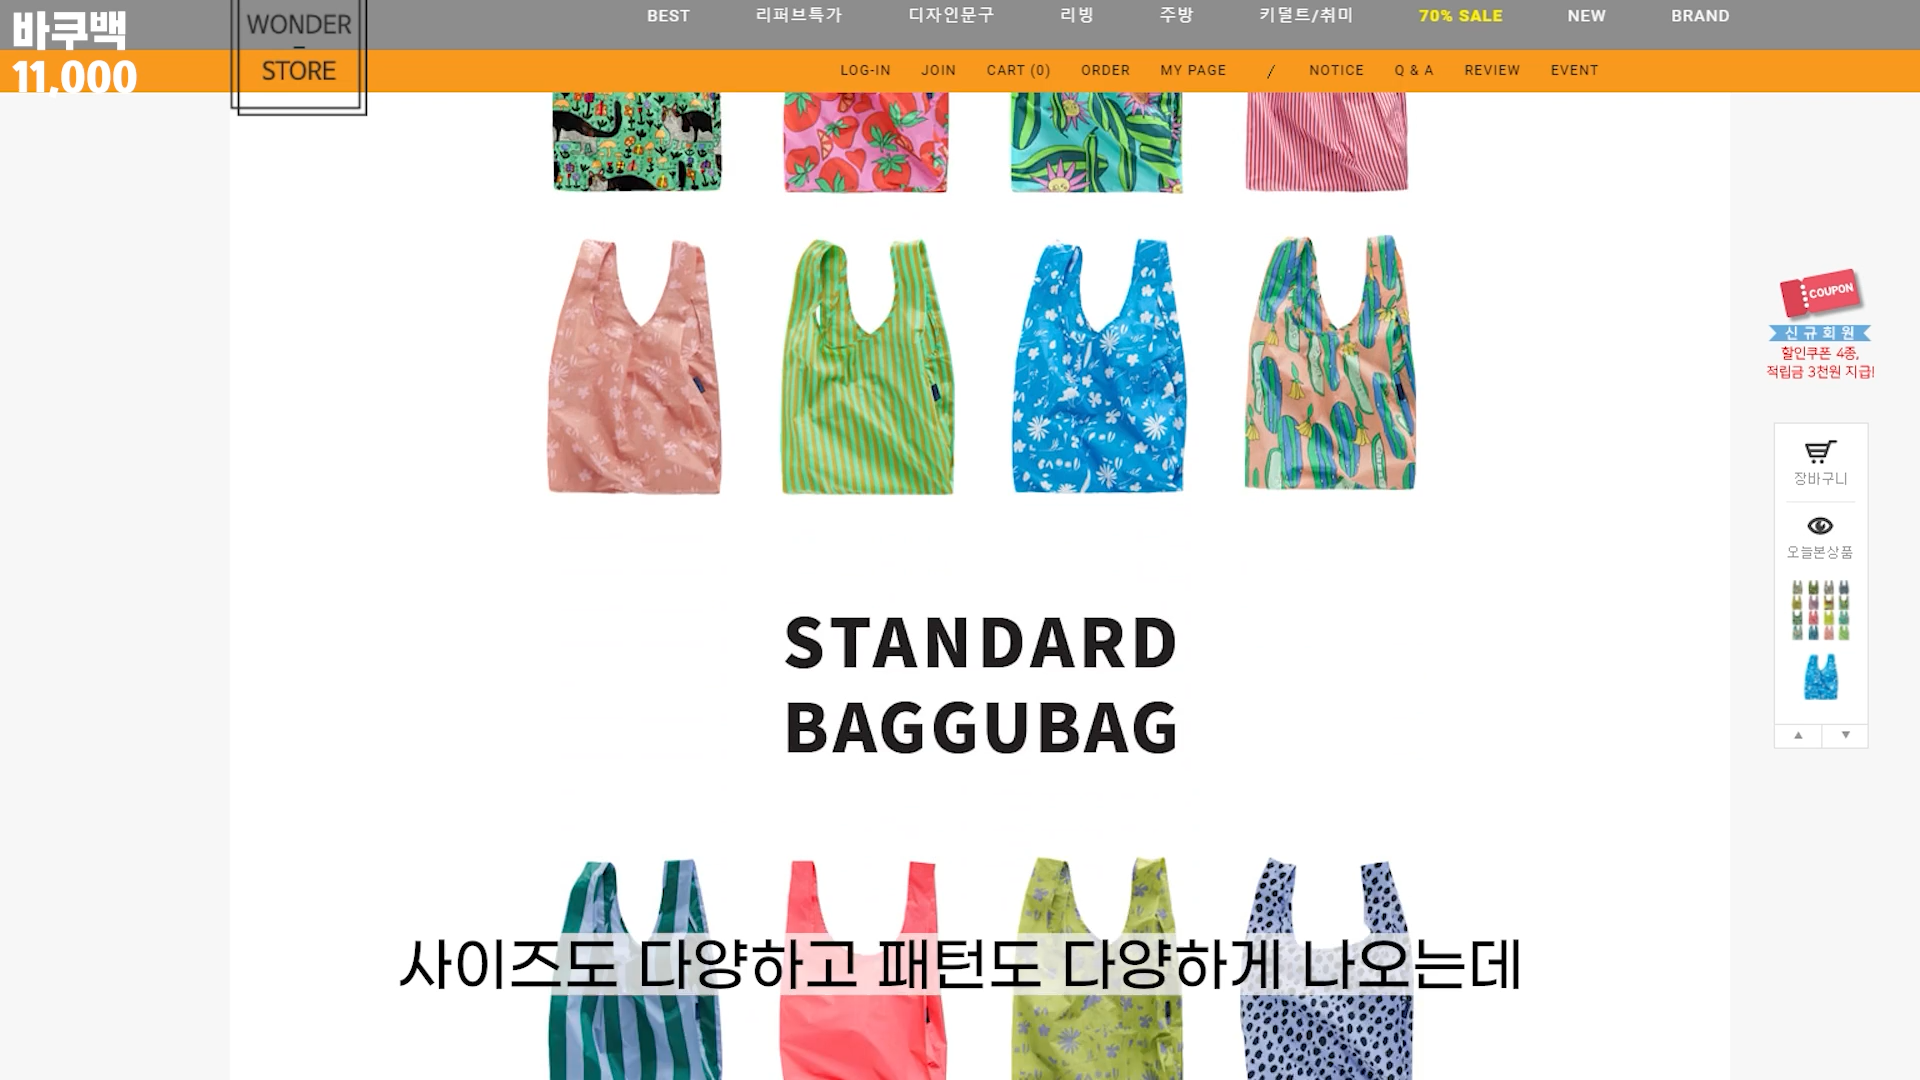 바쿠백
11,000
WONDER
STORE
BEST 리퍼브특가 디자인문구 리빙 주방 키덜트/취미 70% SALE NEW BRAND
LOG-IN JOIN CART (0) ORDER MY PAGE / NOTICE Q & A REVIEW EVENT
COUPON
신규회원
할인쿠폰 4종,
적립금 3천원 지급!
장바구니
오늘본상품
▲ ▼
STANDARD
BAGGUBAG
사이즈도 다양하고 패턴도 다양하게 나오는데